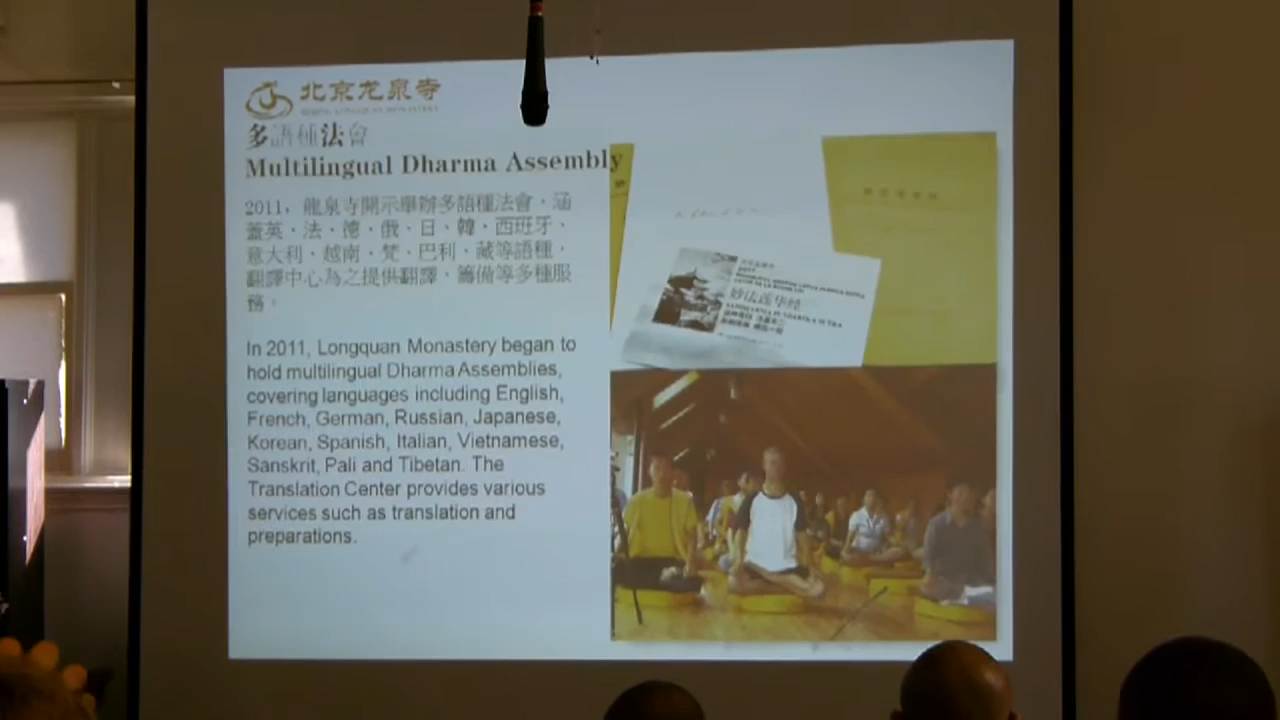 北京龙泉寺
多語種法會
Multilingual Dharma Assembly
2011，龍泉寺開示舉辦多語種法會，涵
蓋英、法、德、俄、日、韓、西班牙、
意大利、越南、梵、巴利、藏等語種，
翻譯中心為之提供翻譯、籌備等多種服
務。
In 2011, Longquan Monastery began to
hold multilingual Dharma Assemblies,
covering languages including English,
French, German, Russian, Japanese,
Korean, Spanish, Italian, Vietnamese,
Sanskrit, Pali and Tibetan. The
Translation Center provides various
services such as translation and
preparations.
2011
妙法莲华经